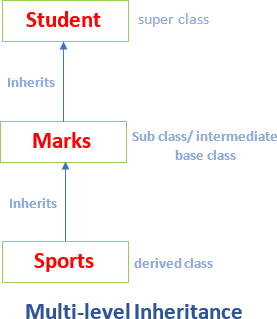 Student super class
Inherits
Marks Sub class/ intermediate
base class
Inherits
Sports derived class
Multi-level Inheritance